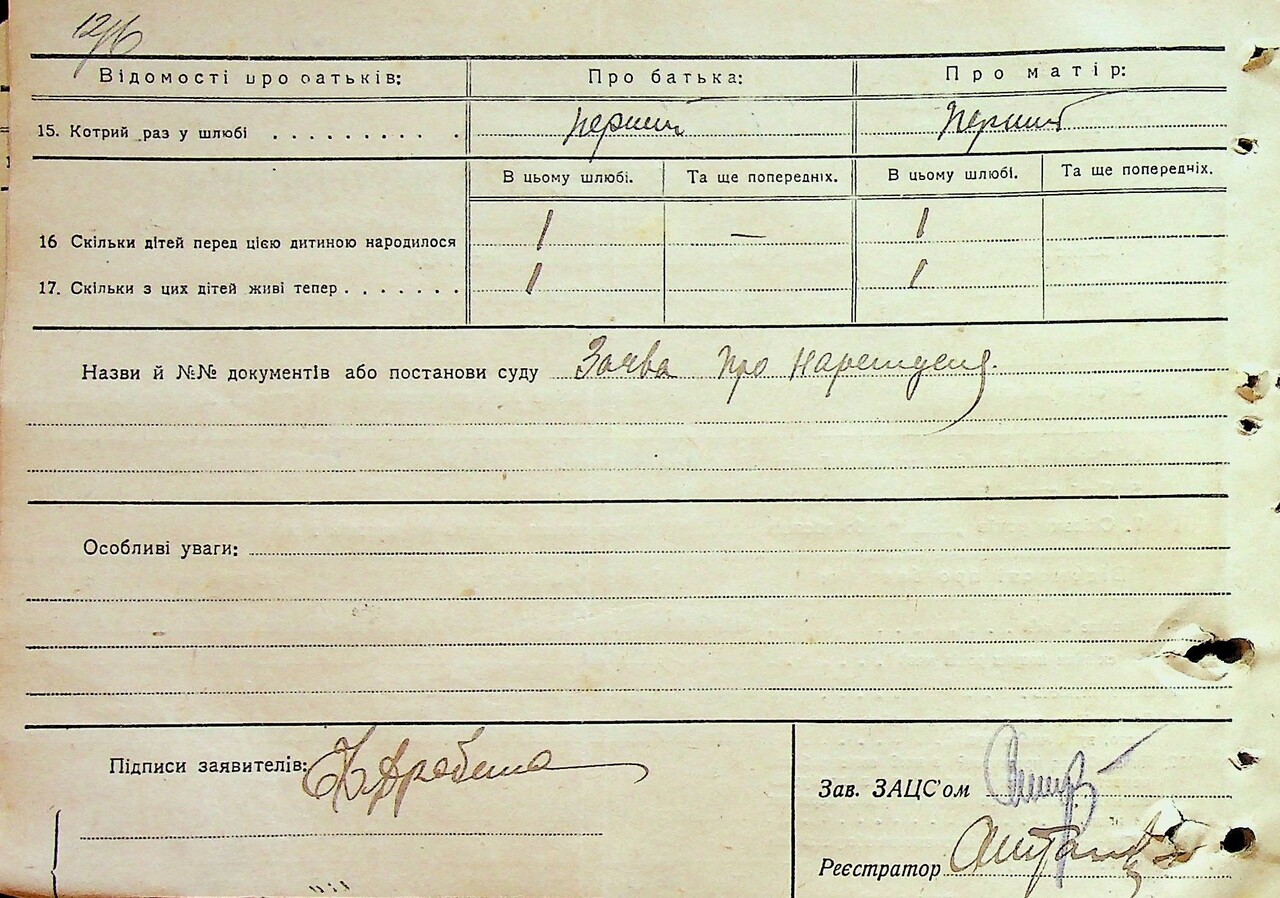 Відомості про батьків: Про батька: Про матір:
15. Котрий раз у шлюбі перший перший
В цьому шлюбі. Та ще попередніх. В цьому шлюбі. Та ще попередніх.
16 Скільки дітей перед цією дитиною народилося 1 — 1
17. Скільки з цих дітей живі тепер 1 1
Назви й №№ документів або постанови суду Заява про
Особливі уваги:
Підписи заявителів:
Зав. ЗАЦС'ом
Реєстратор